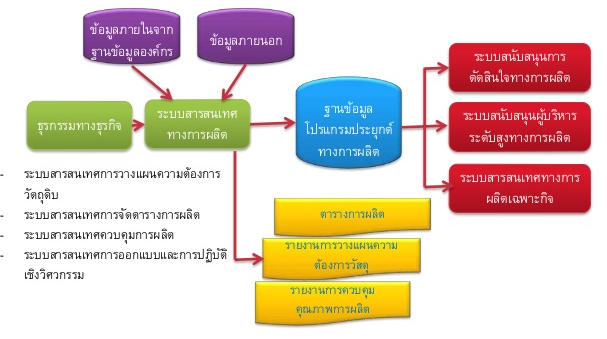 ข้อมูลภายในจาก
ฐานข้อมูลองค์กร
ข้อมูลภายนอก
ธุรกรรมทางธุรกิจ
ระบบสารสนเทศ
ทางการผลิต
ฐานข้อมูล
โปรแกรมประยุกต์
ทางการผลิต
ระบบสนับสนุนการ
ตัดสินใจทางการผลิต
ระบบสนับสนุนผู้บริหาร
ระดับสูงทางการผลิต
ระบบสารสนเทศทางการ
ผลิตเฉพาะกิจ
- ระบบสารสนเทศการวางแผนความต้องการ
วัตถุดิบ
- ระบบสารสนเทศการจัดตารางการผลิต
- ระบบสารสนเทศควบคุมการผลิต
- ระบบสารสนเทศการออกแบบและการปฏิบัติ
เชิงวิศวกรรม
ตารางการผลิต
รายงานการวางแผนความ
ต้องการวัสดุ
รายงานการควบคุม
คุณภาพการผลิต